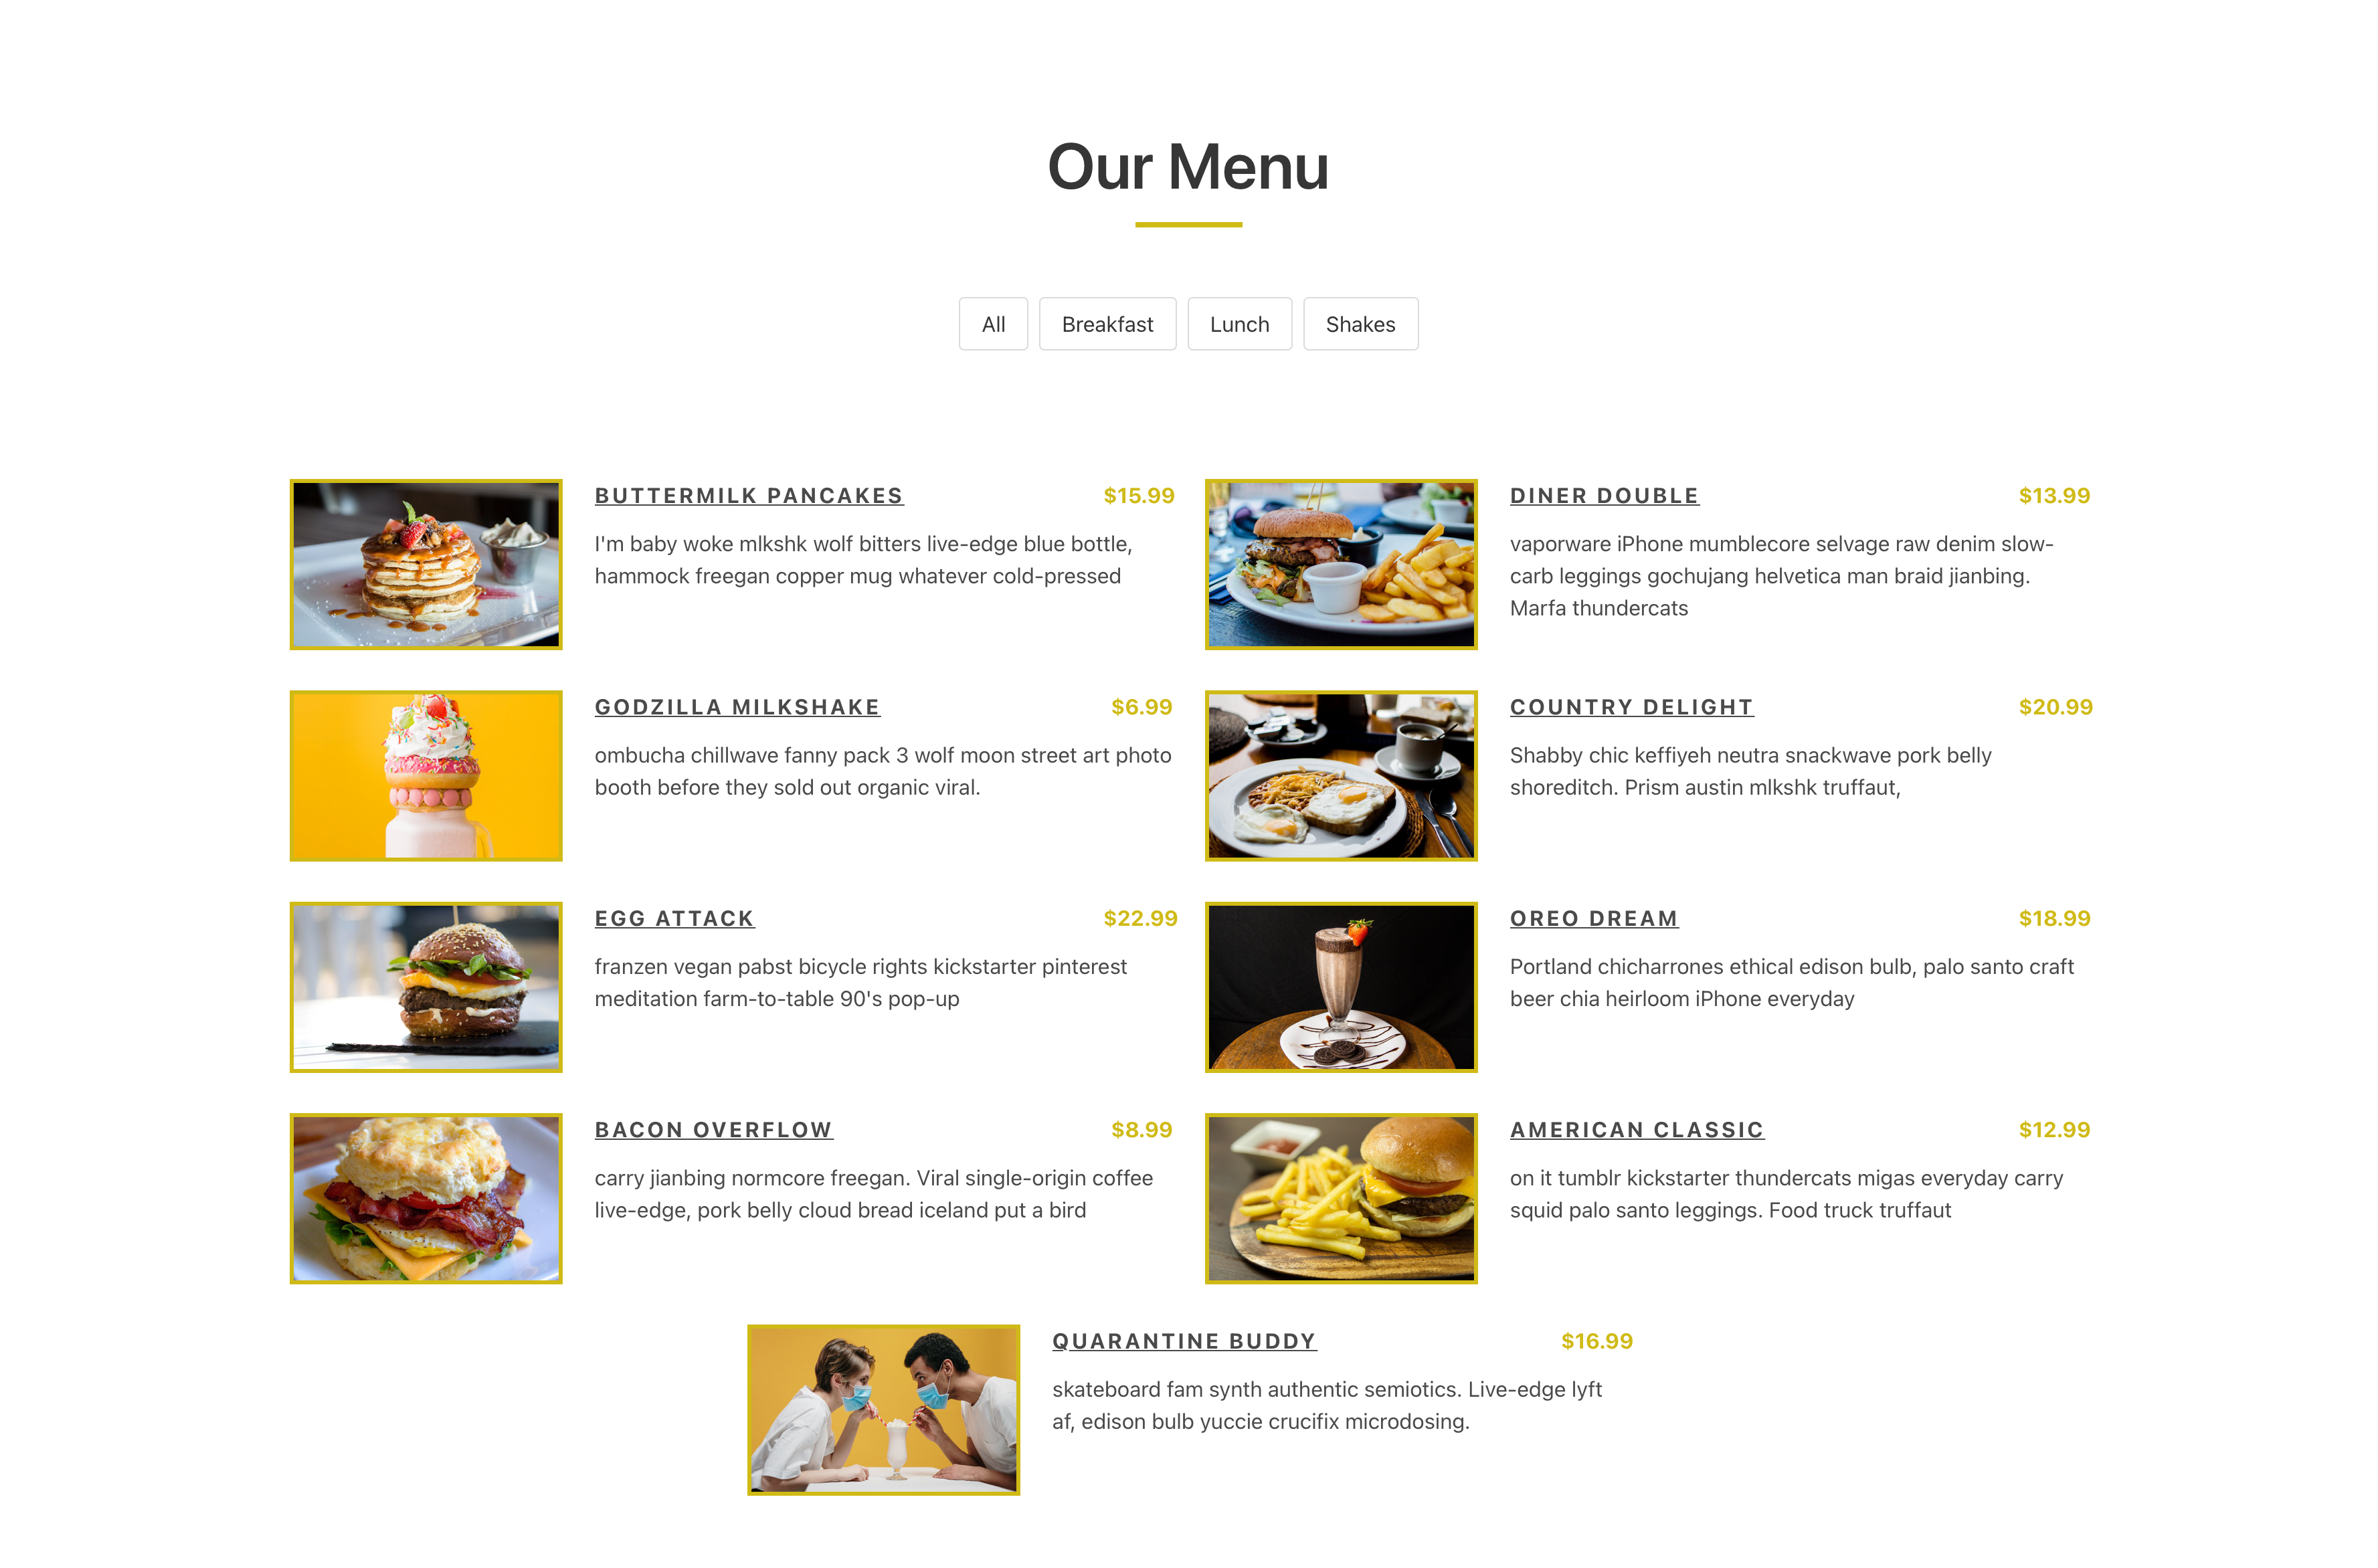 Our Menu
All
Breakfast
Lunch
Shakes
BUTTERMILK PANCAKES
$15.99
I'm baby woke mlkshk wolf bitters live-edge blue bottle,
hammock freegan copper mug whatever cold-pressed
DINER DOUBLE
$13.99
vaporware iPhone mumblecore selvage raw denim slow-
carb leggings gochujang helvetica man braid jianbing.
Marfa thundercats
GODZILLA MILKSHAKE
$6.99
ombucha chillwave fanny pack 3 wolf moon street art photo
booth before they sold out organic viral.
COUNTRY DELIGHT
$20.99
Shabby chic keffiyeh neutra snackwave pork belly
shoreditch. Prism austin mlkshk truffaut,
EGG ATTACK
$22.99
franzen vegan pabst bicycle rights kickstarter pinterest
meditation farm-to-table 90's pop-up
OREO DREAM
$18.99
Portland chicharrones ethical edison bulb, palo santo craft
beer chia heirloom iPhone everyday
BACON OVERFLOW
$8.99
carry jianbing normcore freegan. Viral single-origin coffee
live-edge, pork belly cloud bread iceland put a bird
AMERICAN CLASSIC
$12.99
on it tumblr kickstarter thundercats migas everyday carry
squid palo santo leggings. Food truck truffaut
QUARANTINE BUDDY
$16.99
skateboard fam synth authentic semiotics. Live-edge lyft
af, edison bulb yuccie crucifix microdosing.